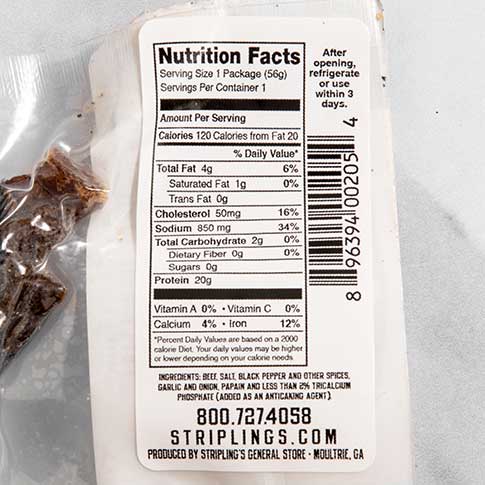 Nutrition Facts
Serving Size 1 Package (56g)
Servings Per Container 1
Amount Per Serving
Calories 120 Calories from Fat 20
% Daily Value*
Total Fat 4g 6%
Saturated Fat 1g 0%
Trans Fat 0g
Cholesterol 50mg 16%
Sodium 850 mg 34%
Total Carbohydrate 2g 0%
Dietary Fiber 0g 0%
Sugars 0g
Protein 20g
Vitamin A 0% • Vitamin C 0%
Calcium 4% • Iron 12%
*Percent Daily Values are based on a 2000
calorie Diet. Your daily values may be higher
or lower depending on your calorie needs
After
opening,
refrigerate
or use
within 3
days.
8 96394 00205 4
INGREDIENTS: BEEF, SALT, BLACK PEPPER AND OTHER SPICES,
GARLIC AND ONION, PAPAIN AND LESS THAN 2% TRICALCIUM
PHOSPHATE (ADDED AS AN ANTICAKING AGENT).
800.727.4058
STRIPLINGS.COM
PRODUCED BY STRIPLING'S GENERAL STORE - MOULTRIE, GA